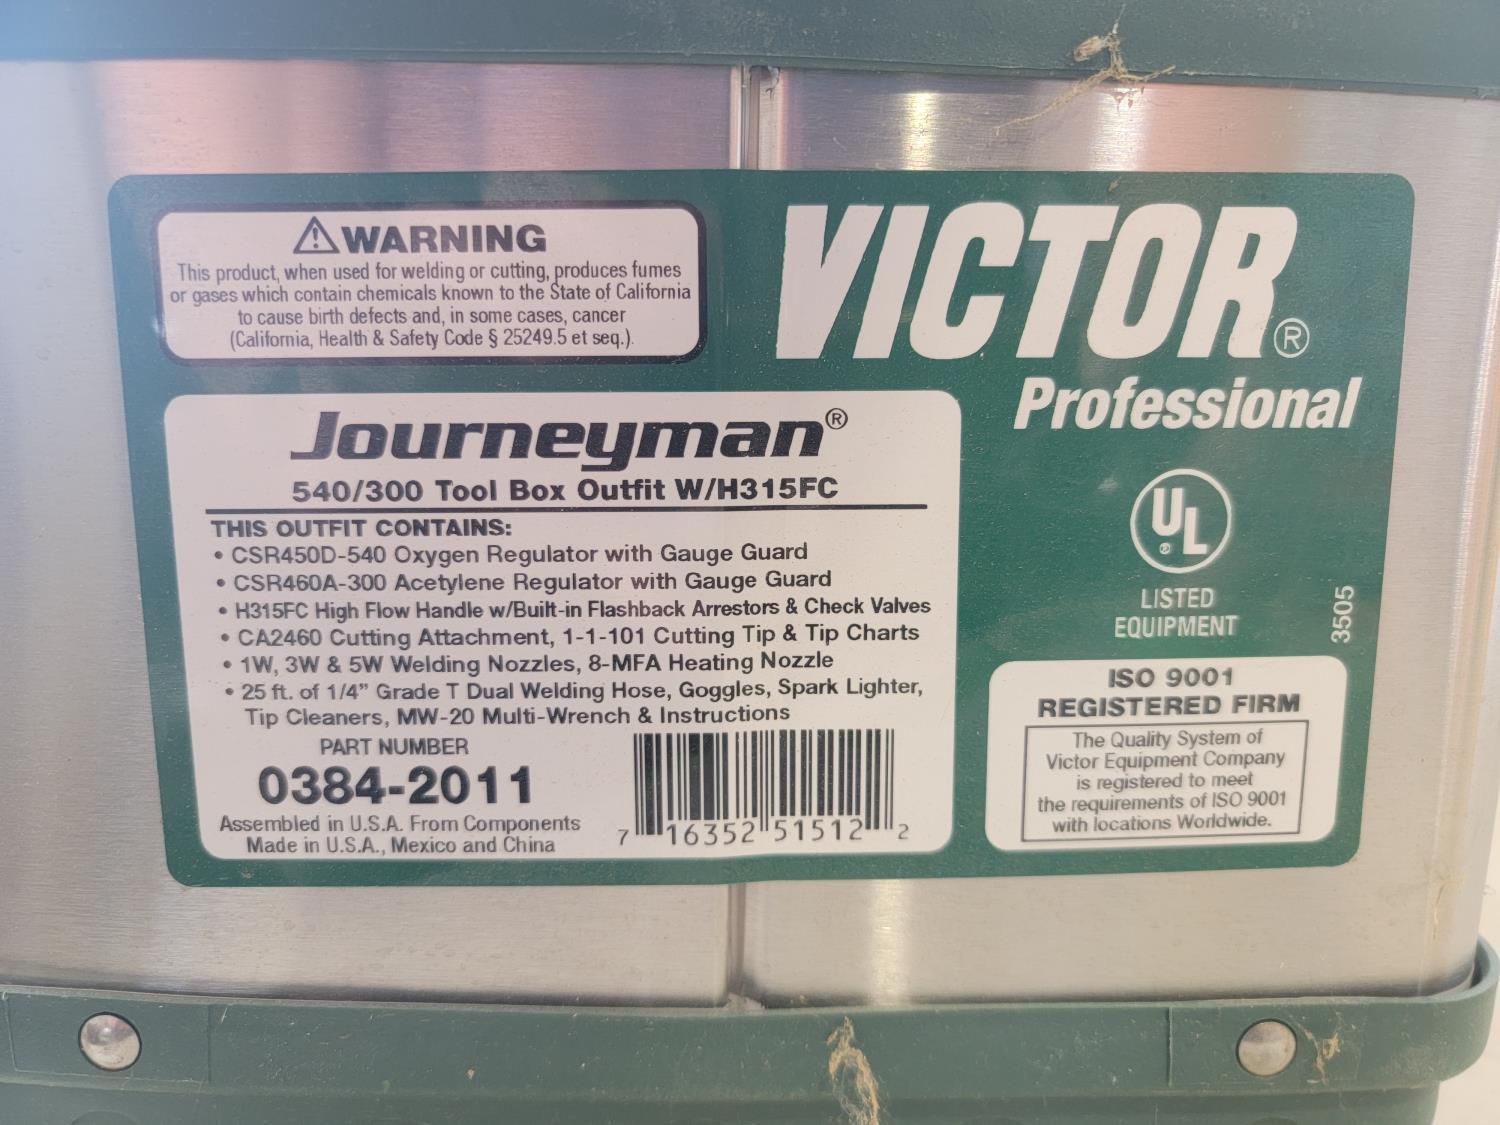 ⚠WARNING
This product, when used for welding or cutting, produces fumes
or gases which contain chemicals known to the State of California
to cause birth defects and, in some cases, cancer
(California, Health & Safety Code § 25249.5 et seq.).
VICTOR®
Professional
Journeyman®
540/300 Tool Box Outfit W/H315FC
THIS OUTFIT CONTAINS:
• CSR450D-540 Oxygen Regulator with Gauge Guard
• CSR460A-300 Acetylene Regulator with Gauge Guard
• H315FC High Flow Handle w/Built-in Flashback Arrestors & Check Valves
• CA2460 Cutting Attachment, 1-1-101 Cutting Tip & Tip Charts
• 1W, 3W & 5W Welding Nozzles, 8-MFA Heating Nozzle
• 25 ft. of 1/4” Grade T Dual Welding Hose, Goggles, Spark Lighter,
Tip Cleaners, MW-20 Multi-Wrench & Instructions
PART NUMBER
0384-2011
Assembled in U.S.A. From Components
Made in U.S.A., Mexico and China
7 16352 51512 2
UL®
LISTED
EQUIPMENT
3505
ISO 9001
REGISTERED FIRM
The Quality System of
Victor Equipment Company
is registered to meet
the requirements of ISO 9001
with locations Worldwide.